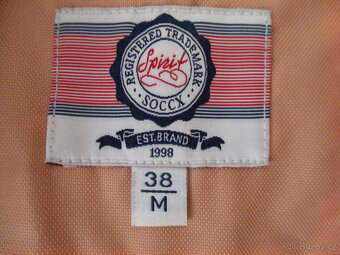 REGISTERED TRADEMARK
Spirit
SOCCX
EST. BRAND
1998
38
M